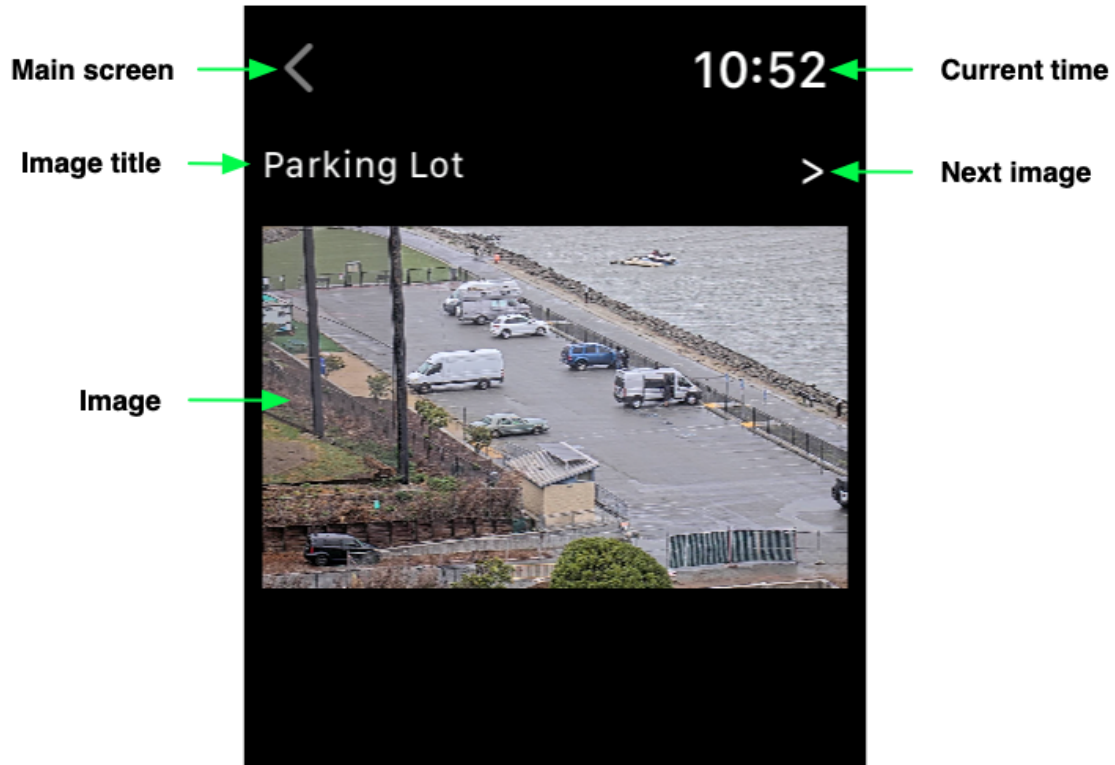 Main screen
10:52
Current time
Image title
Parking Lot
>
Next image
Image